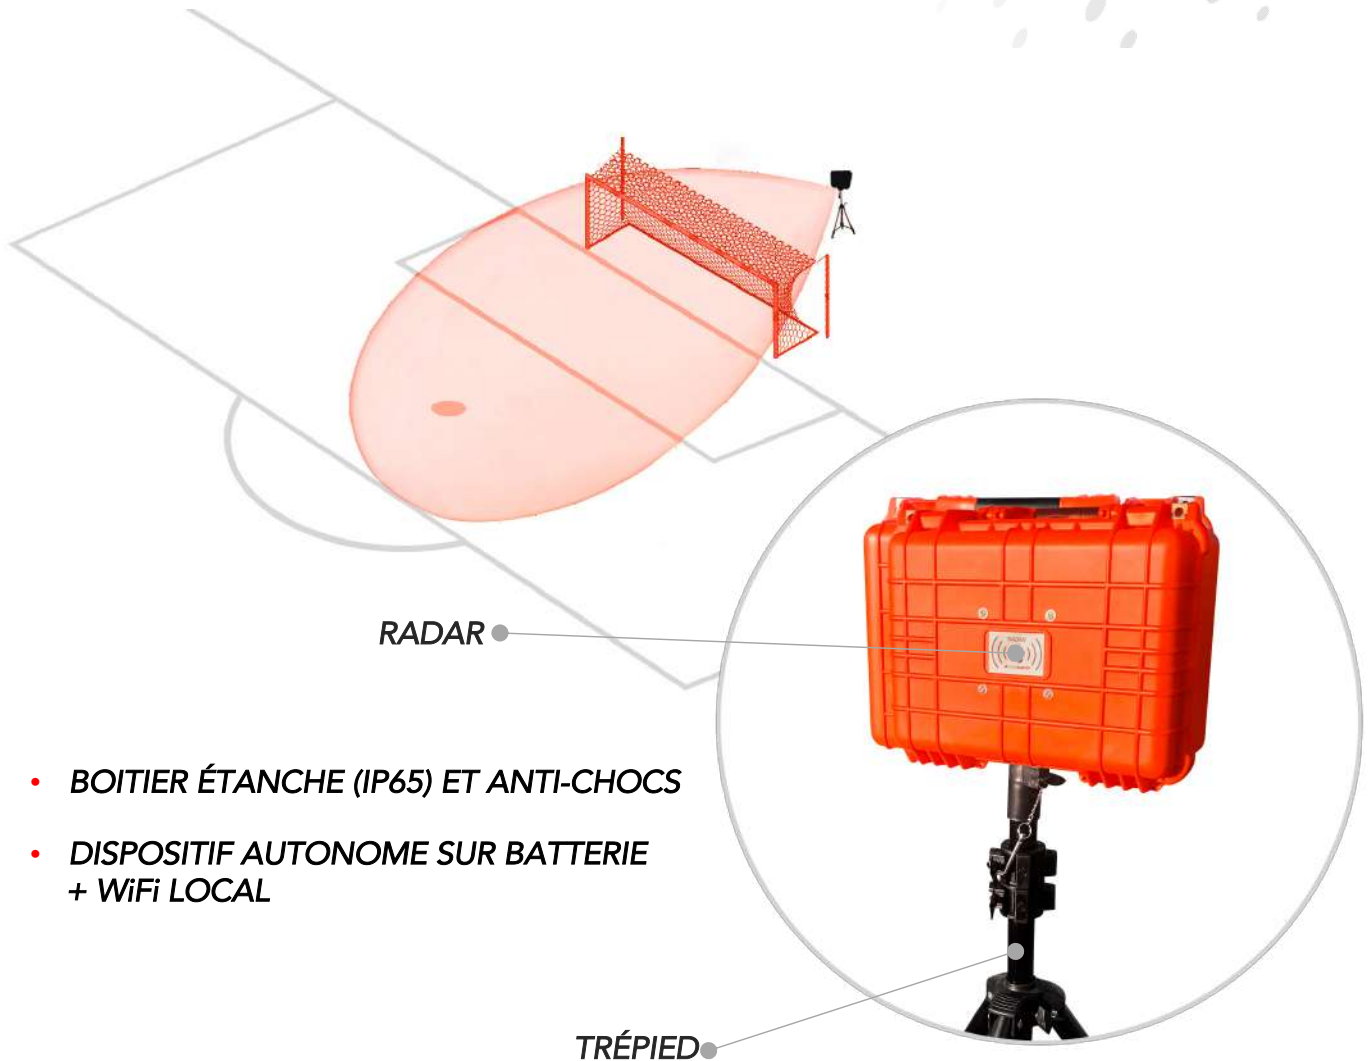 RADAR
• BOITIER ÉTANCHE (IP65) ET ANTI-CHOCS
• DISPOSITIF AUTONOME SUR BATTERIE
+ WiFi LOCAL
TRÉPIED